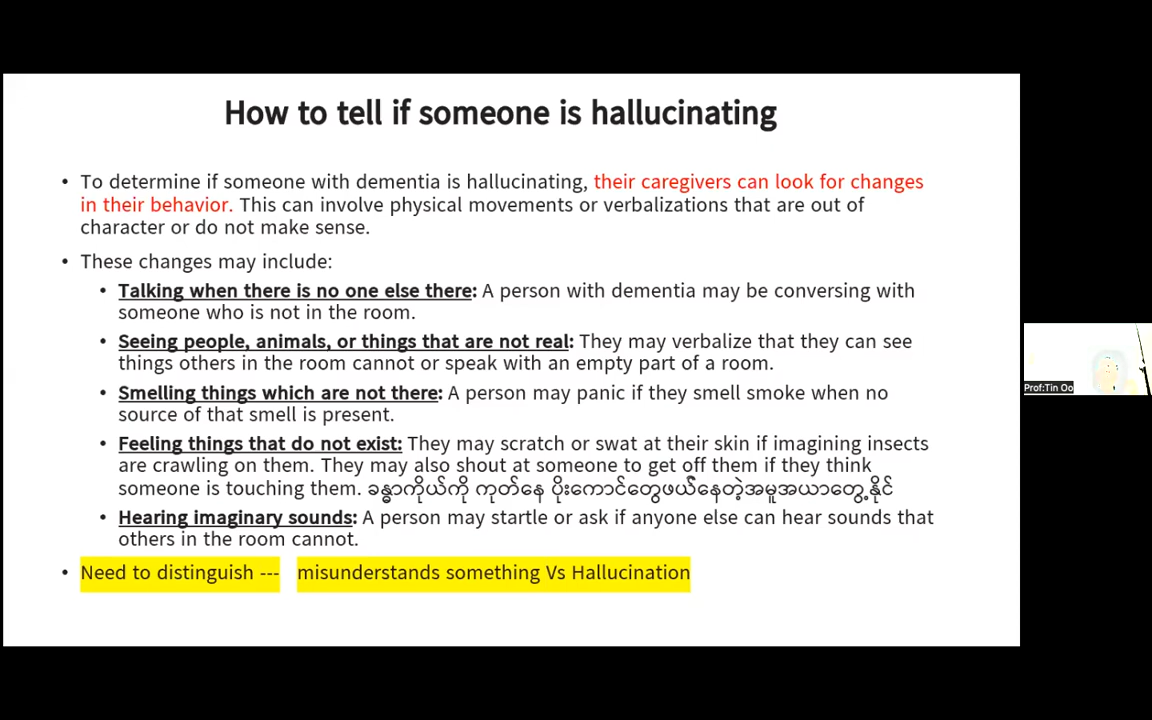 How to tell if someone is hallucinating
• To determine if someone with dementia is hallucinating, their caregivers can look for changes
in their behavior. This can involve physical movements or verbalizations that are out of
character or do not make sense.
• These changes may include:
• Talking when there is no one else there: A person with dementia may be conversing with
someone who is not in the room.
• Seeing people, animals, or things that are not real: They may verbalize that they can see
things others in the room cannot or speak with an empty part of a room.
• Smelling things which are not there: A person may panic if they smell smoke when no
source of that smell is present.
• Feeling things that do not exist: They may scratch or swat at their skin if imagining insects
are crawling on them. They may also shout at someone to get off them if they think
someone is touching them. ခန္ဓာကိုယ်ကို ကုတ်နေ ပိုးကောင်တွေဖယ်နေတဲ့အမူအယာတွေ့နိုင်
• Hearing imaginary sounds: A person may startle or ask if anyone else can hear sounds that
others in the room cannot.
• Need to distinguish --- misunderstands something Vs Hallucination
Prof:Tin Oo